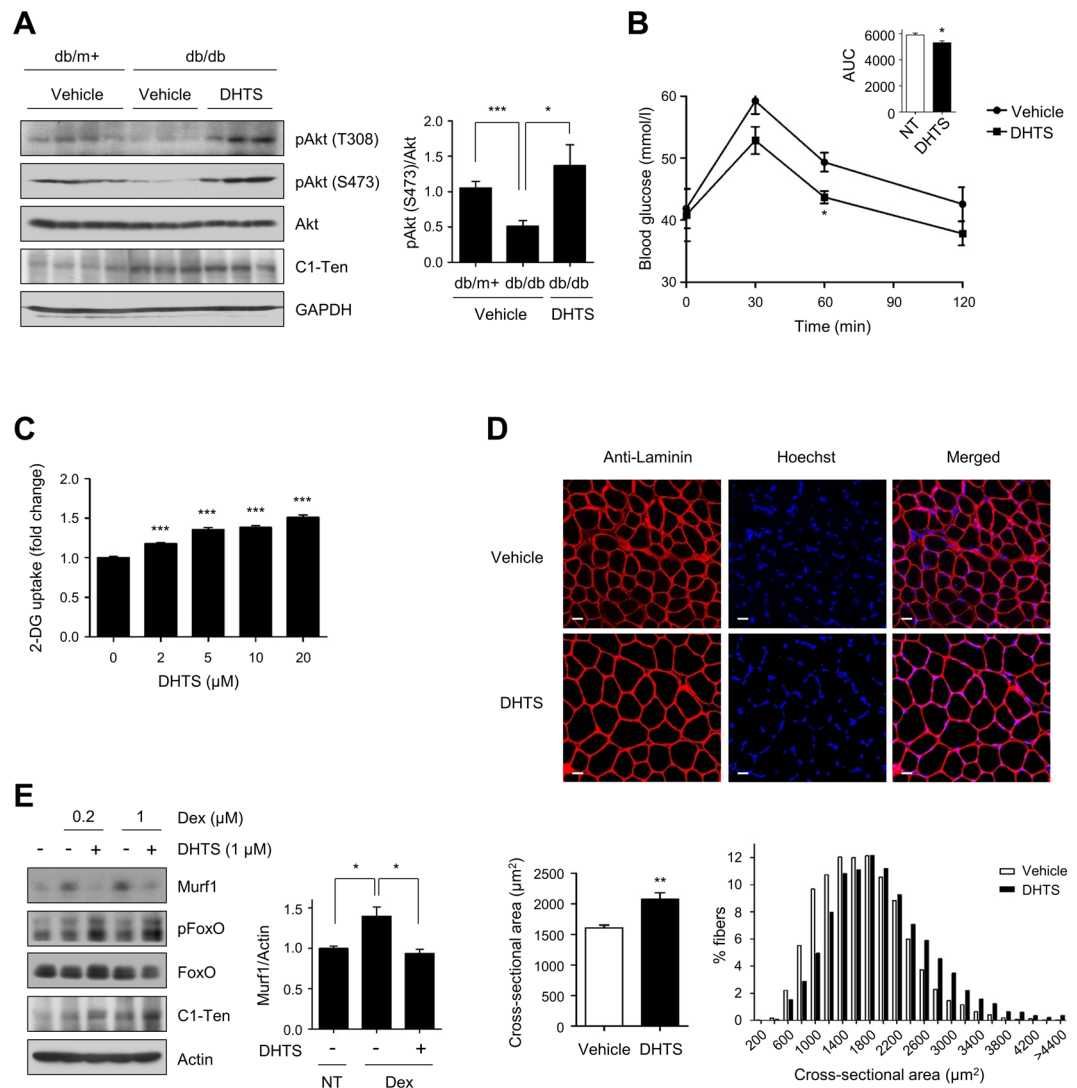 A
db/m+ db/db
Vehicle Vehicle DHTS
pAkt (T308)
pAkt (S473)
Akt
C1-Ten
GAPDH
pAkt (S473)/Akt
2.0
1.5
1.0
0.5
0.0
*** *
db/m+ db/db db/db
Vehicle DHTS
B
Blood glucose (mmol/l)
60
50
40
30
0 30 60 90 120
Time (min)
*
AUC
6000
4000
2000
0
*
NT DHTS
Vehicle
DHTS
C
2-DG uptake (fold change)
2.0
1.5
1.0
0.5
0.0
*** *** *** ***
0 2 5 10 20
DHTS (µM)
D
Anti-Laminin Hoechst Merged
Vehicle
DHTS
Cross-sectional area (µm²)
2500
2000
1500
1000
500
0
**
Vehicle DHTS
% fibers
12
10
8
6
4
2
0
Vehicle
DHTS
200 600 1000 1400 1800 2200 2600 3000 3400 3800 4200 >4400
Cross-sectional area (µm²)
E
0.2 1 Dex (µM)
- - + - + DHTS (1 µM)
Murf1
pFoxO
FoxO
C1-Ten
Actin
Murf1/Actin
1.5
1.0
0.5
0.0
* *
DHTS - - +
NT Dex